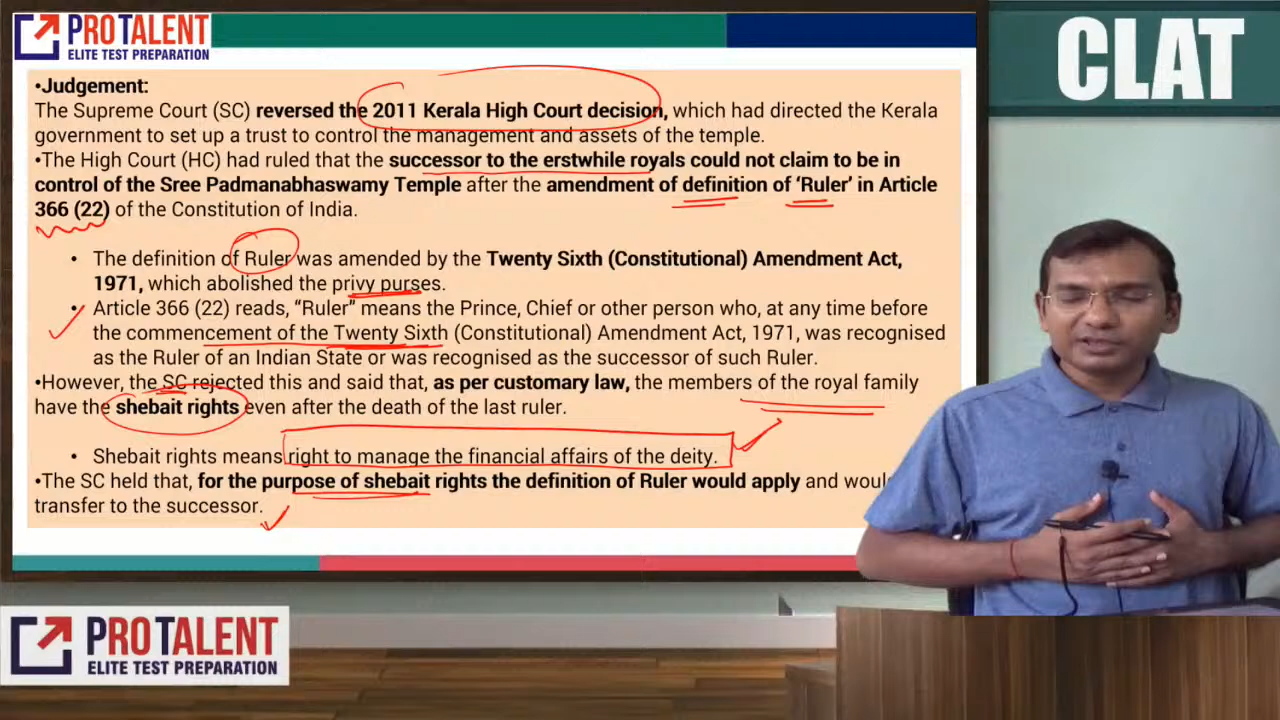 PROTALENT
ELITE TEST PREPARATION
CLAT
•Judgement:
The Supreme Court (SC) reversed the 2011 Kerala High Court decision, which had directed the Kerala
government to set up a trust to control the management and assets of the temple.
•The High Court (HC) had ruled that the successor to the erstwhile royals could not claim to be in
control of the Sree Padmanabhaswamy Temple after the amendment of definition of ‘Ruler’ in Article
366 (22) of the Constitution of India.
• The definition of Ruler was amended by the Twenty Sixth (Constitutional) Amendment Act,
1971, which abolished the privy purses.
• Article 366 (22) reads, “Ruler” means the Prince, Chief or other person who, at any time before
the commencement of the Twenty Sixth (Constitutional) Amendment Act, 1971, was recognised
as the Ruler of an Indian State or was recognised as the successor of such Ruler.
•However, the SC rejected this and said that, as per customary law, the members of the royal family
have the shebait rights even after the death of the last ruler.
• Shebait rights means right to manage the financial affairs of the deity.
•The SC held that, for the purpose of shebait rights the definition of Ruler would apply and
transfer to the successor.
PROTALENT
ELITE TEST PREPARATION